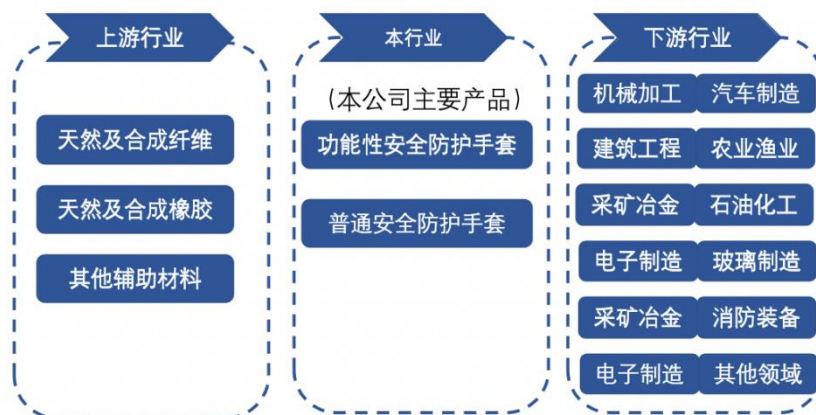 上游行业
天然及合成纤维
天然及合成橡胶
其他辅助材料
本行业
(本公司主要产品)
功能性安全防护手套
普通安全防护手套
下游行业
机械加工 汽车制造
建筑工程 农业渔业
采矿冶金 石油化工
电子制造 玻璃制造
采矿冶金 消防装备
电子制造 其他领域